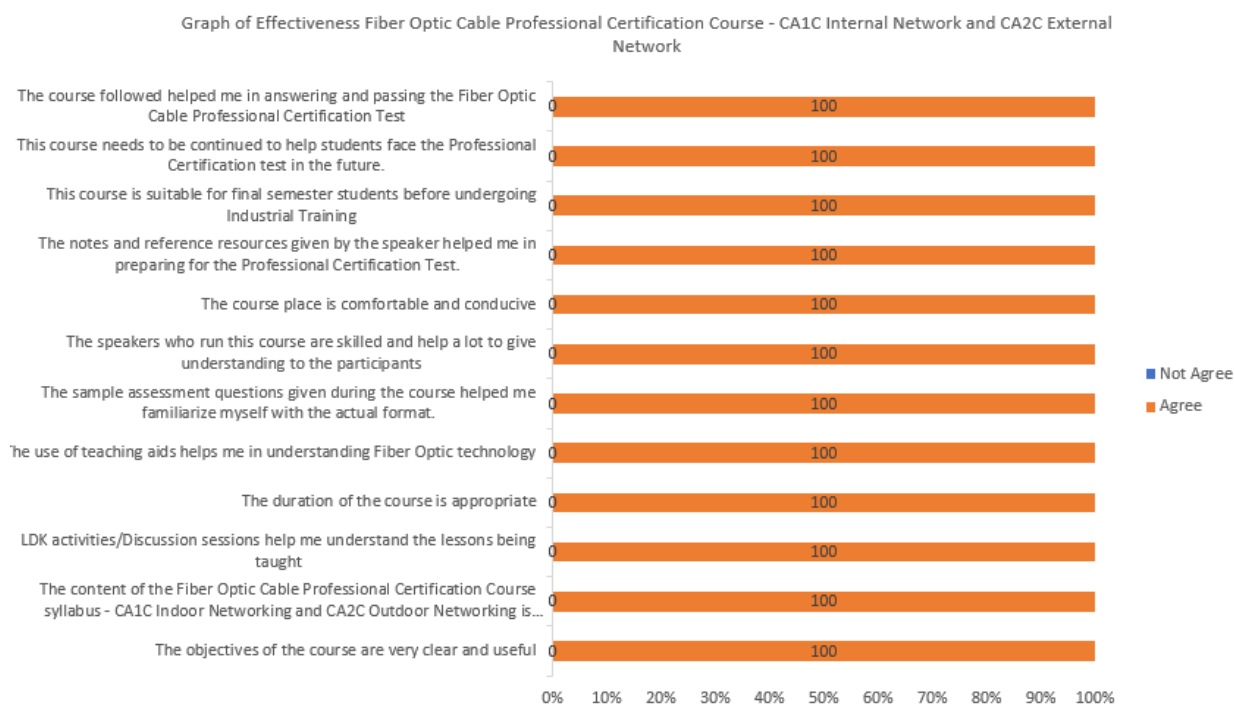 Graph of Effectiveness Fiber Optic Cable Professional Certification Course - CA1C Internal Network and CA2C External
Network
The course followed helped me in answering and passing the Fiber Optic
Cable Professional Certification Test
0 100
This course needs to be continued to help students face the Professional
Certification test in the future.
0 100
This course is suitable for final semester students before undergoing
Industrial Training
0 100
The notes and reference resources given by the speaker helped me in
preparing for the Professional Certification Test.
0 100
The course place is comfortable and conducive
0 100
The speakers who run this course are skilled and help a lot to give
understanding to the participants
0 100
The sample assessment questions given during the course helped me
familiarize myself with the actual format.
0 100
he use of teaching aids helps me in understanding Fiber Optic technology
0 100
The duration of the course is appropriate
0 100
LDK activities/Discussion sessions help me understand the lessons being
taught
0 100
The content of the Fiber Optic Cable Professional Certification Course
syllabus - CA1C Indoor Networking and CA2C Outdoor Networking is...
0 100
The objectives of the course are very clear and useful
0 100
Not Agree
Agree
0% 10% 20% 30% 40% 50% 60% 70% 80% 90% 100%